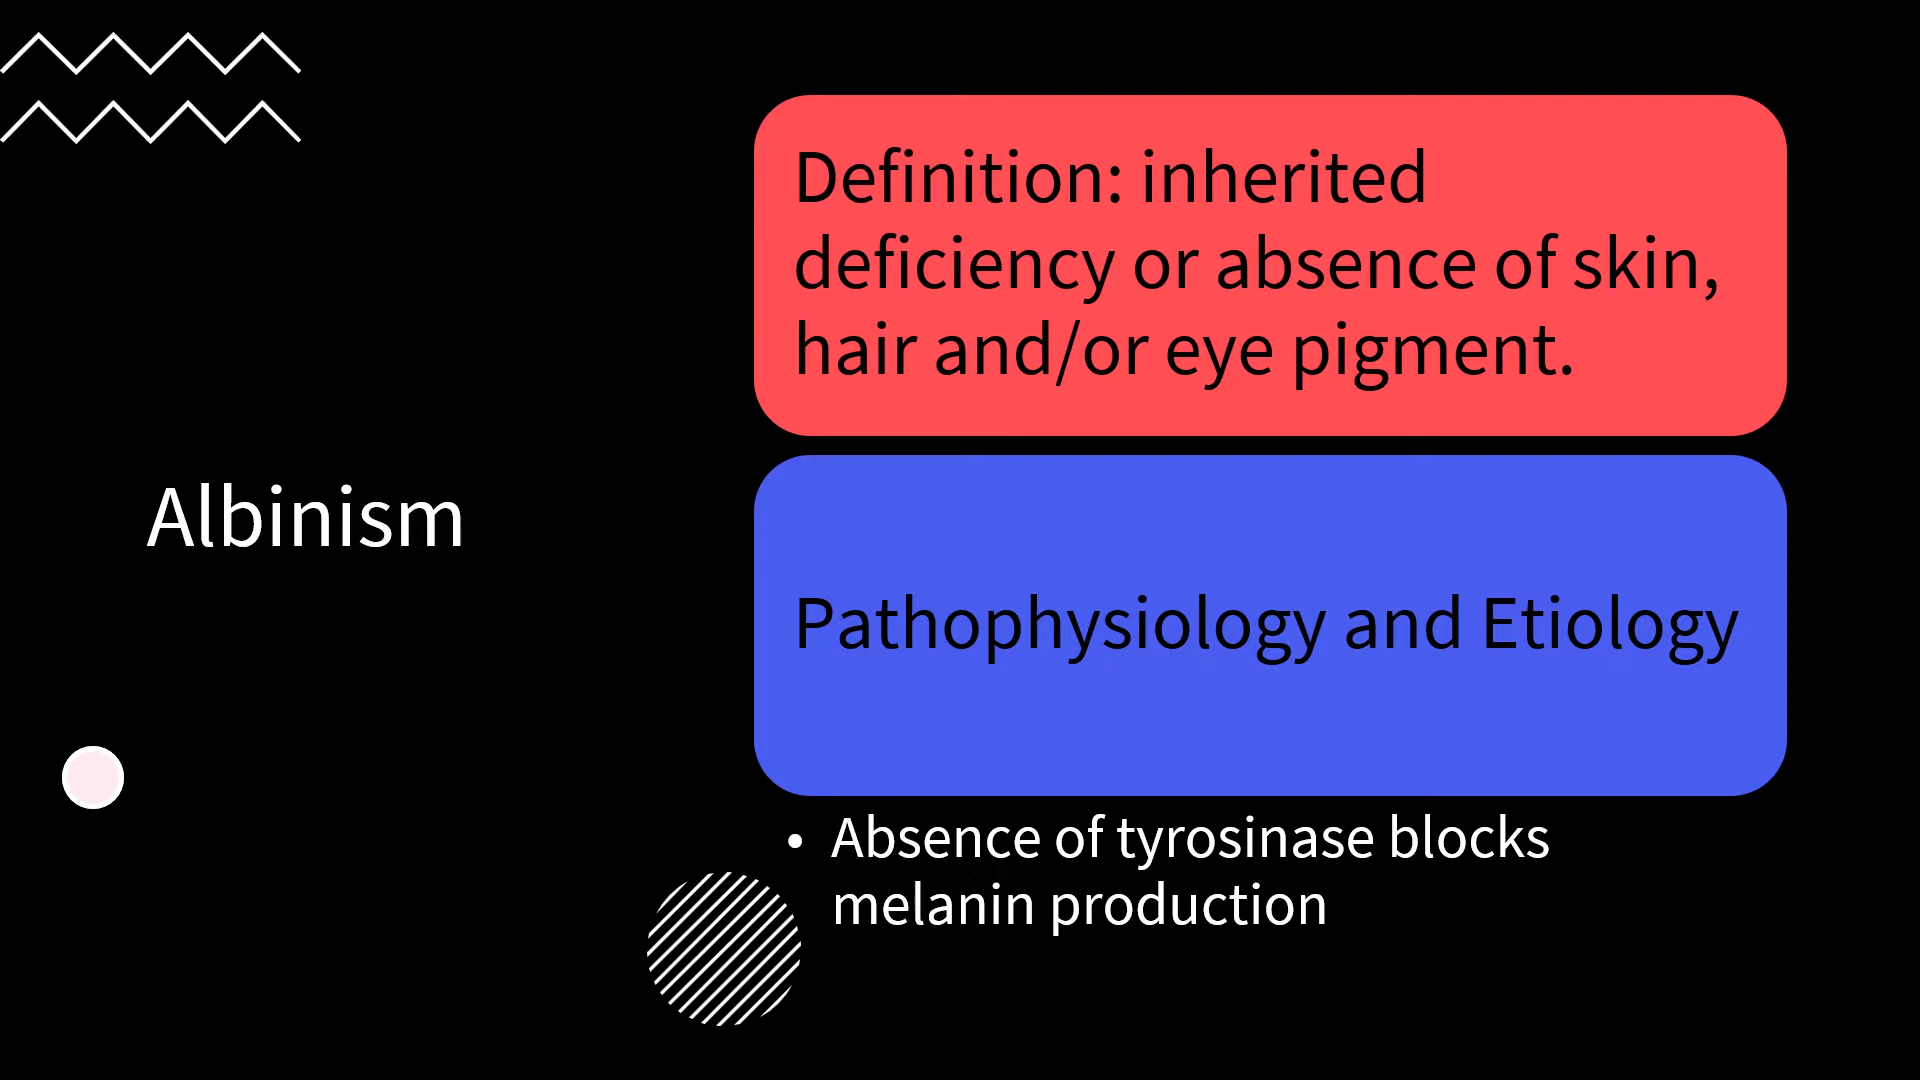 Albinism
Definition: inherited
deficiency or absence of skin,
hair and/or eye pigment.
Pathophysiology and Etiology
• Absence of tyrosinase blocks
melanin production